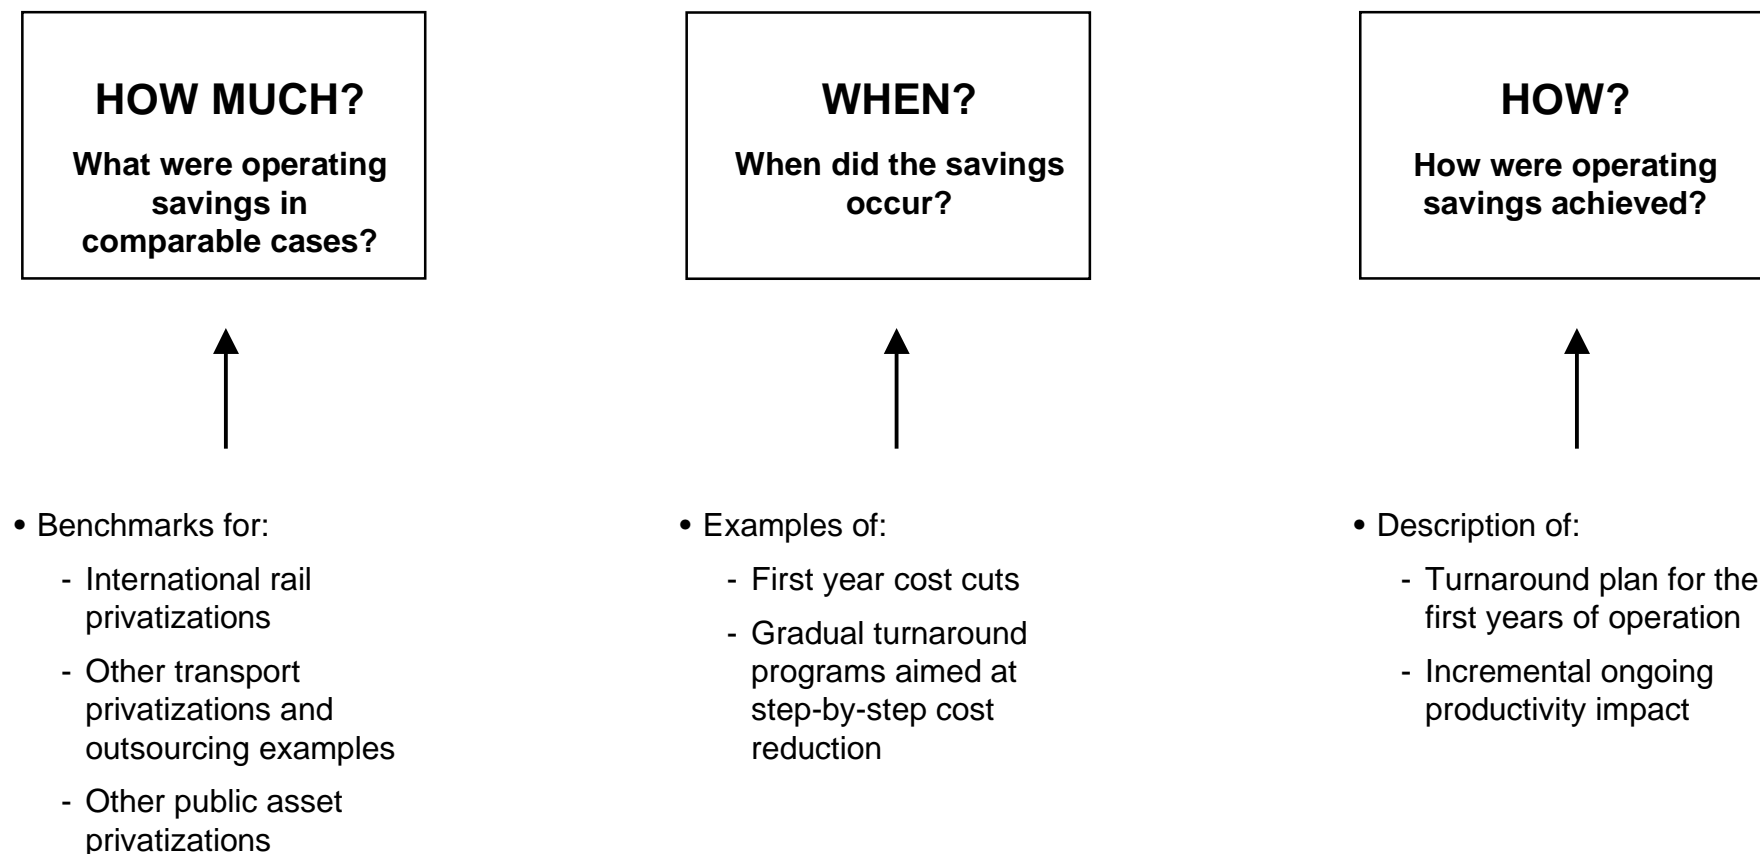 HOW MUCH?
What were operating
savings in
comparable cases?
• Benchmarks for:
- International rail
privatizations
- Other transport
privatizations and
outsourcing examples
- Other public asset
privatizations
WHEN?
When did the savings
occur?
• Examples of:
- First year cost cuts
- Gradual turnaround
programs aimed at
step-by-step cost
reduction
HOW?
How were operating
savings achieved?
• Description of:
- Turnaround plan for the
first years of operation
- Incremental ongoing
productivity impact